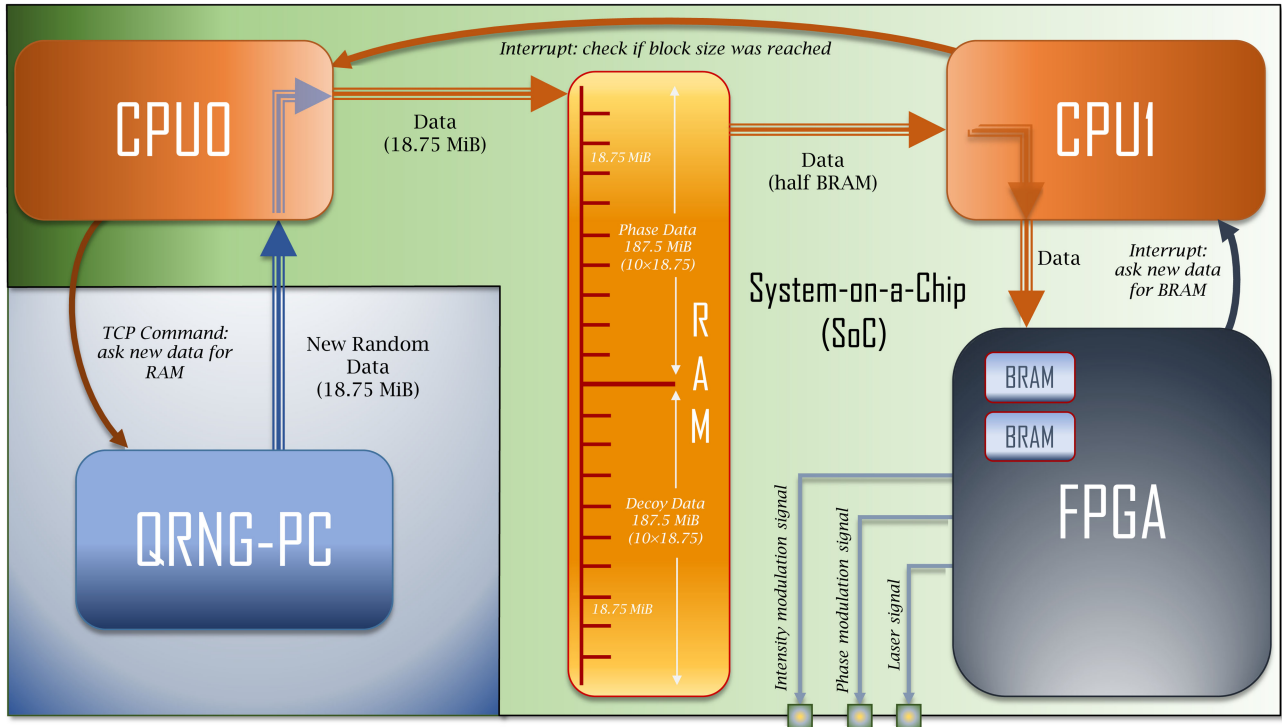 Interrupt: check if block size was reached
CPU0
Data
(18.75 MiB)
18.75 MiB
Phase Data
187.5 MiB
(10×18.75)
R
A
M
Decoy Data
187.5 MiB
(10×18.75)
18.75 MiB
Data
(half BRAM)
CPU1
Data
Interrupt:
ask new data
for BRAM
System-on-a-Chip
(SoC)
TCP Command:
ask new data for
RAM
New Random
Data
(18.75 MiB)
QRNG-PC
BRAM
BRAM
FPGA
Intensity modulation signal
Phase modulation signal
Laser signal